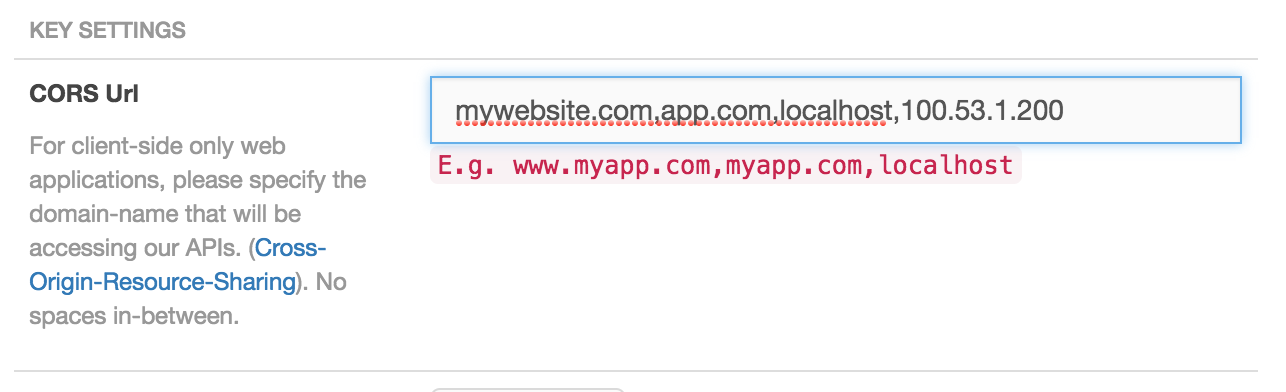 KEY SETTINGS
CORS Url
mywebsite.com,app.com,localhost,100.53.1.200
E.g. www.myapp.com,myapp.com,localhost
For client-side only web
applications, please specify the
domain-name that will be
accessing our APIs. (Cross-
Origin-Resource-Sharing). No
spaces in-between.